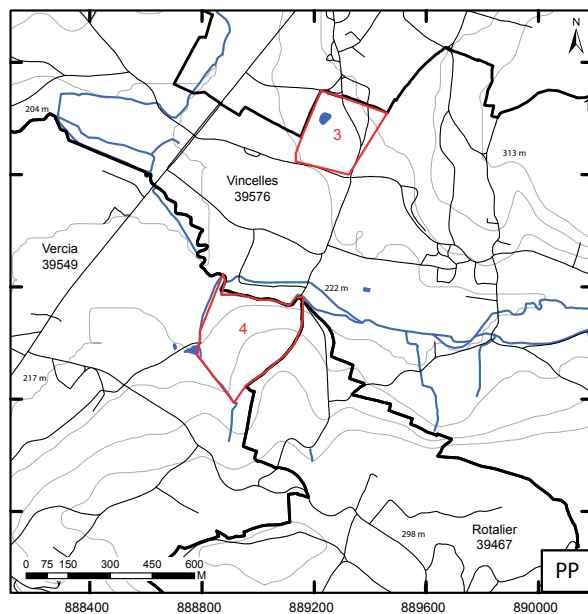 N
204 m
3
313 m
Vincelles
39576
Vercia
39549
222 m
4
217 m
298 m
Rotalier
39467
0 75 150 300 450 600
M
PP
888400 888800 889200 889600 890000